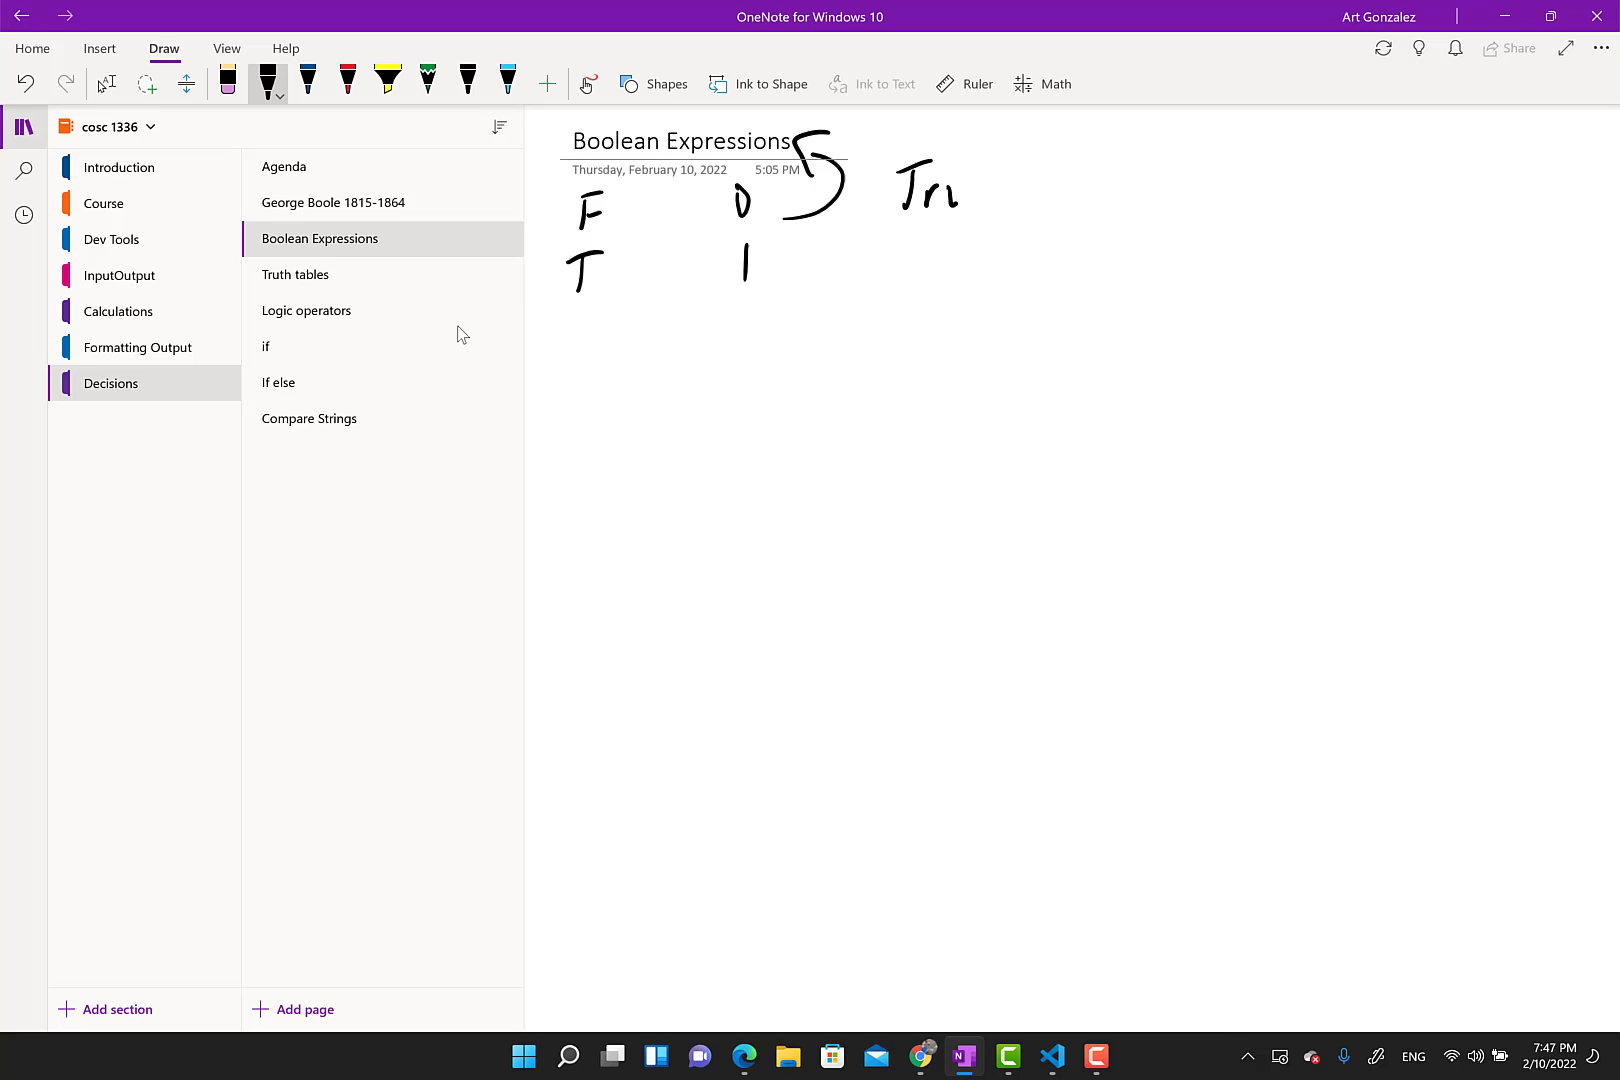 OneNote for Windows 10
Art Gonzalez
Home Insert Draw View Help
Share
Shapes Ink to Shape Ink to Text Ruler Math
cosc 1336
Introduction
Course
Dev Tools
InputOutput
Calculations
Formatting Output
Decisions
Agenda
George Boole 1815-1864
Boolean Expressions
Truth tables
Logic operators
if
If else
Compare Strings
Boolean Expressions
Thursday, February 10, 2022 5:05 PM
5 Tru
F 0
T 1
Add section
Add page
ENG
7:47 PM
2/10/2022